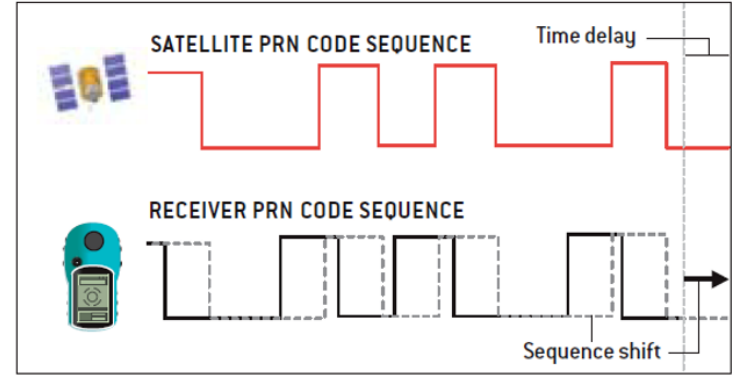 SATELLITE PRN CODE SEQUENCE
Time delay
RECEIVER PRN CODE SEQUENCE
Sequence shift